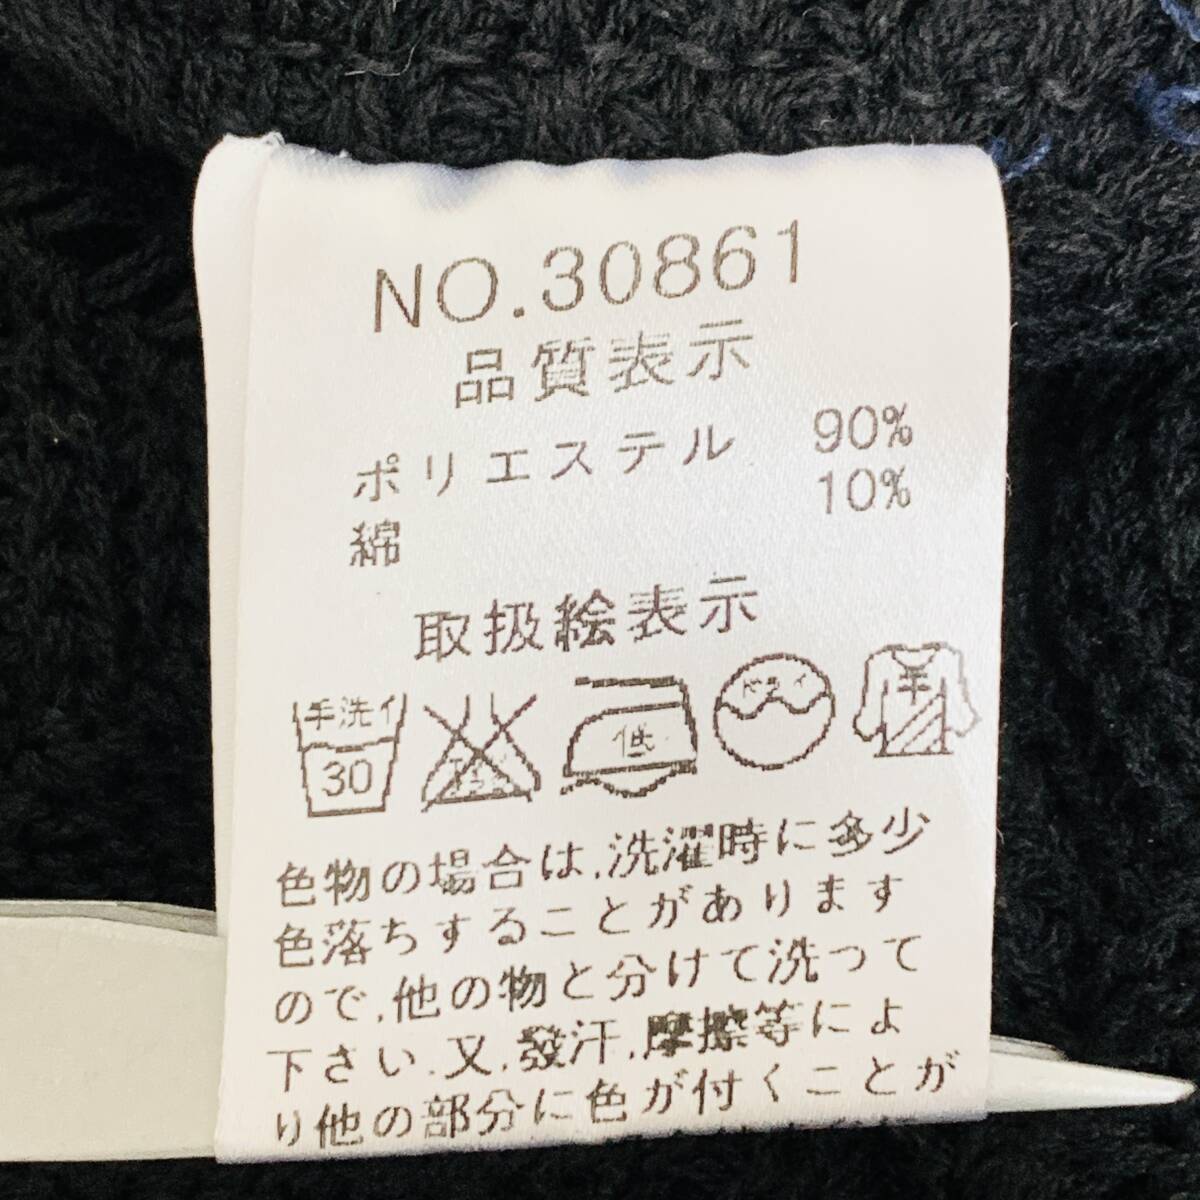 NO.30861
品質表示
ポリエステル 90%
綿 10%
取扱絵表示
手洗イ 30 低 ドライ 平
色物の場合は,洗濯時に多少
色落ちすることがあります
ので,他の物と分けて洗って
下さい.又,發汗,摩擦等によ
り他の部分に色が付くことが